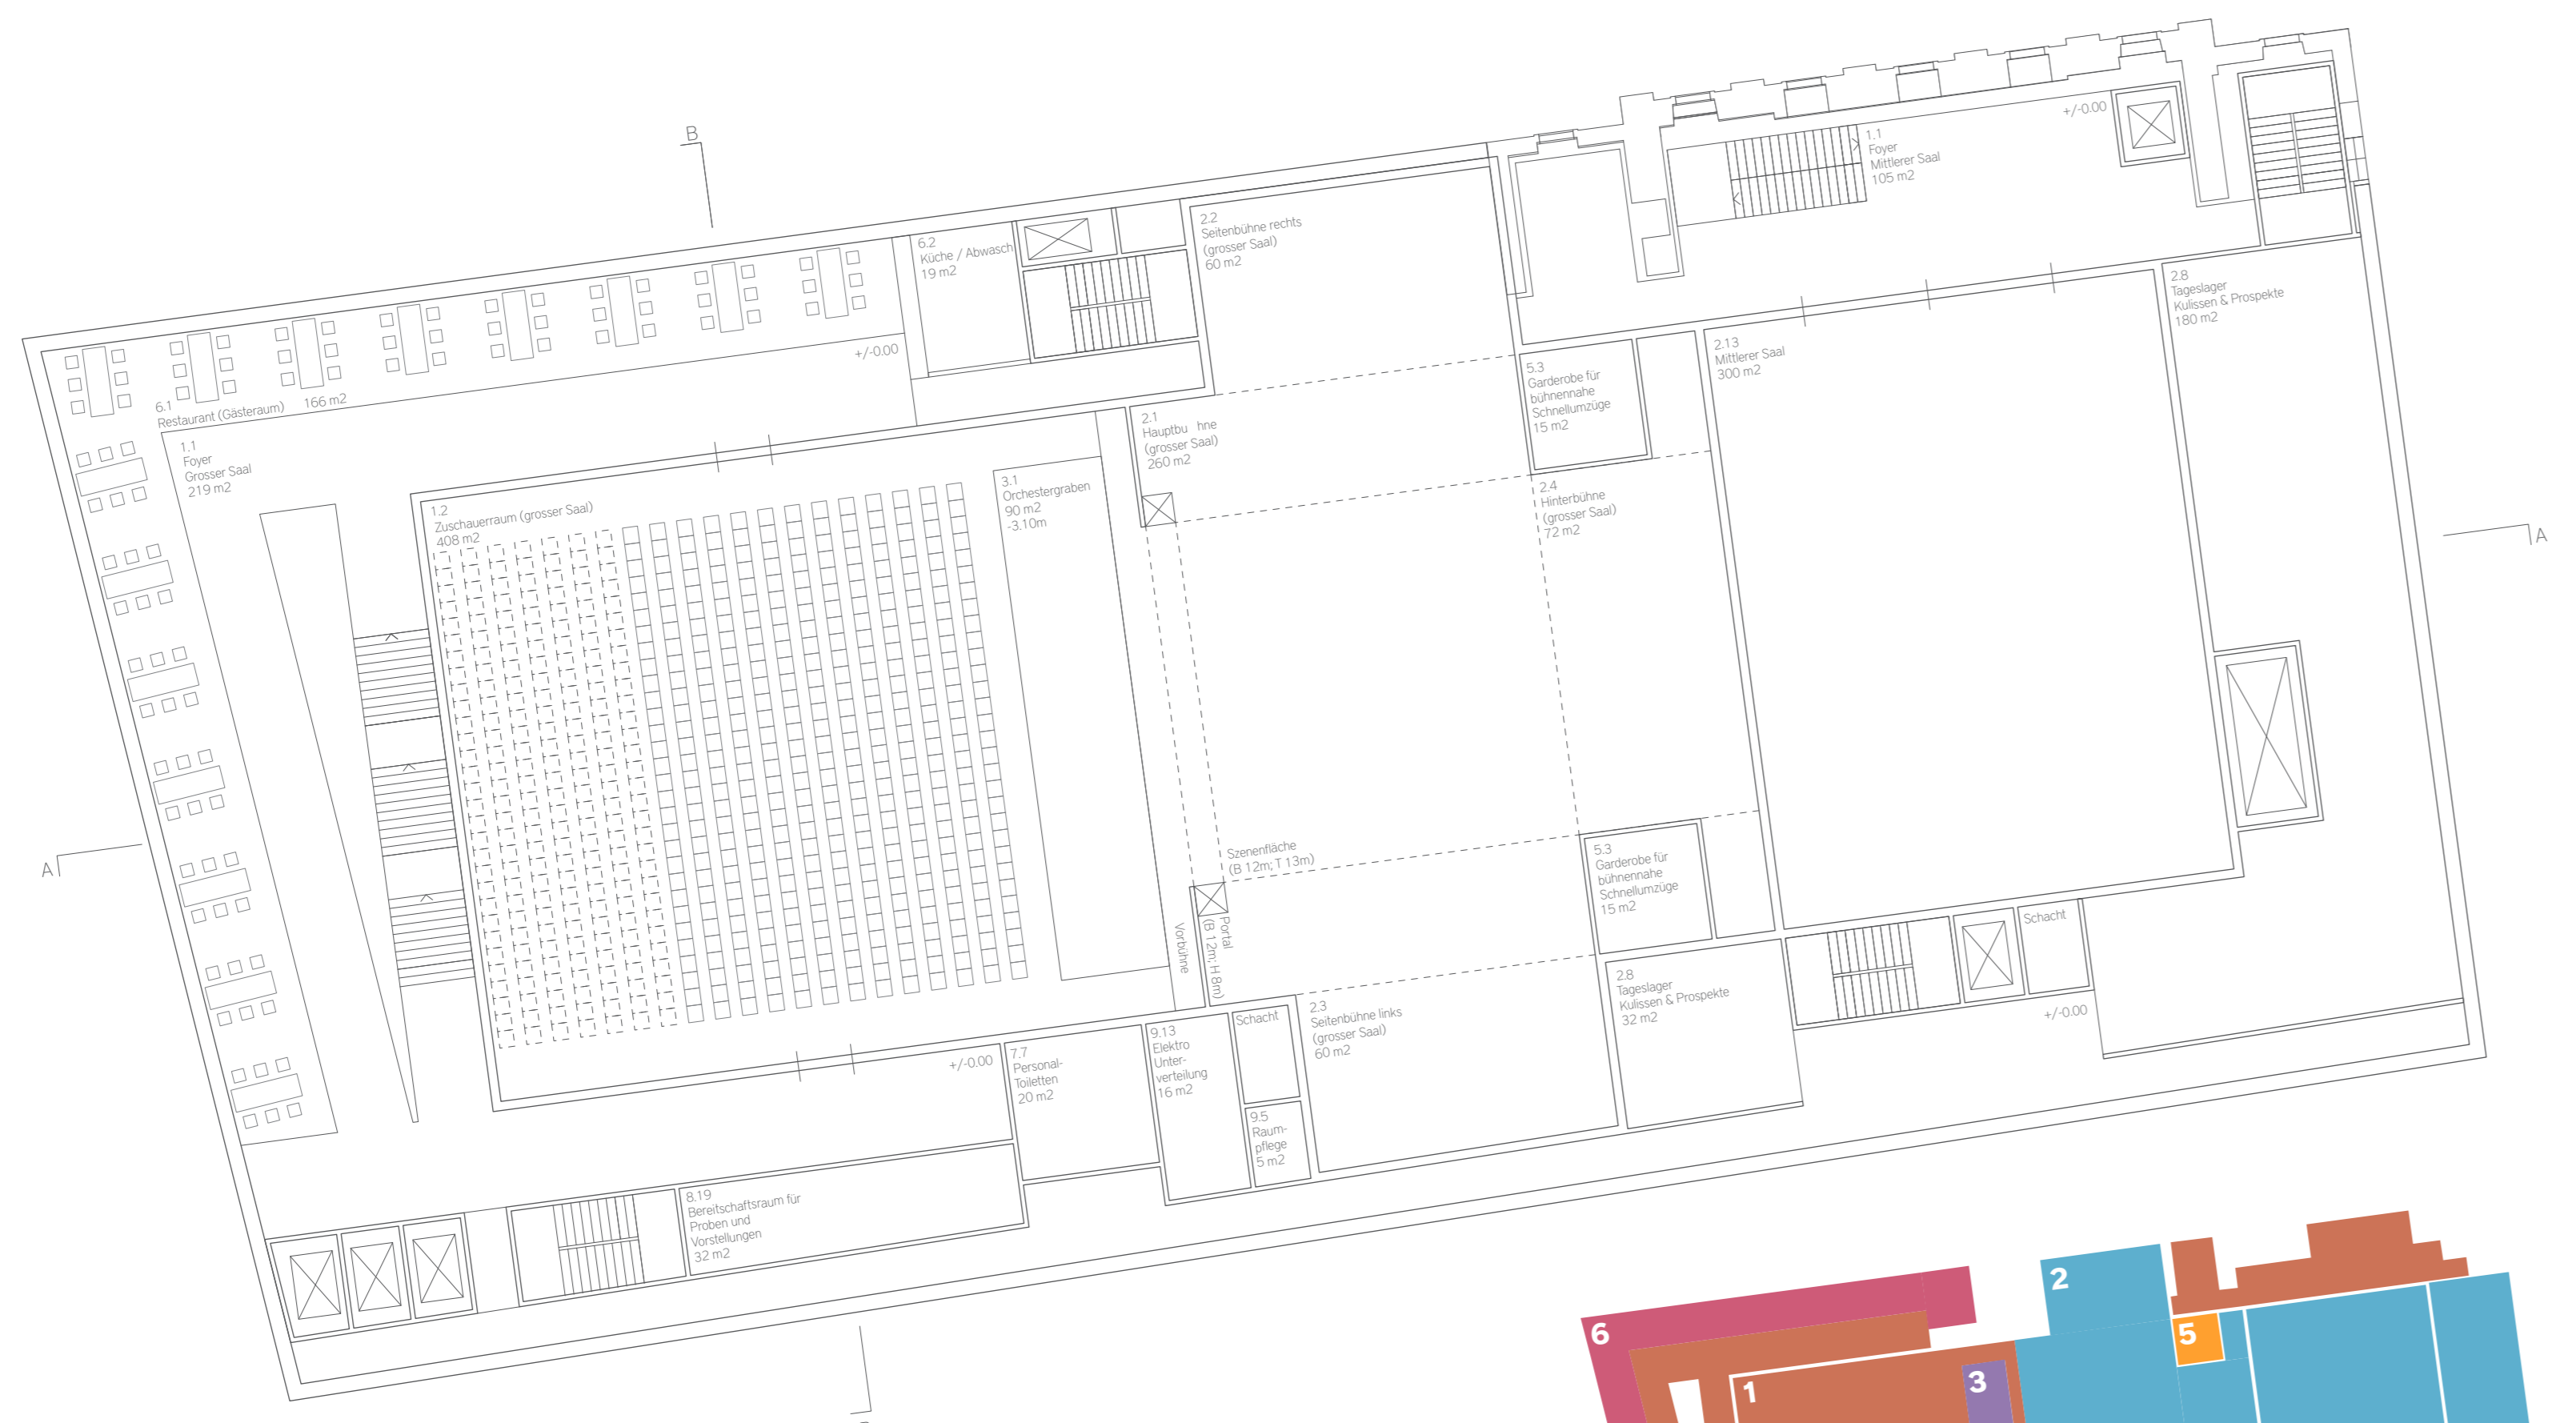 B
+/-0.00
1.1
Foyer
Mittlerer Saal
105 m2
6.2
Küche / Abwasch
19 m2
2.2
Seitenbühne rechts
(grosser Saal)
60 m2
2.8
Tageslager
Kulissen & Prospekte
180 m2
+/-0.00
6.1
Restaurant (Gästeraum) 166 m2
1.1
Foyer
Grosser Saal
219 m2
2.1
Hauptbu hne
(grosser Saal)
260 m2
5.3
Garderobe für
bühnennahe
Schnellumzüge
15 m2
2.13
Mittlerer Saal
300 m2
1.2
Zuschauerraum (grosser Saal)
408 m2
3.1
Orchestergraben
90 m2
-3.10m
2.4
Hinterbühne
(grosser Saal)
72 m2
A
A
Szenenfläche
(B 12m; T 13m)
Vorbühne
Portal
(B 12m; H 8m)
5.3
Garderobe für
bühnennahe
Schnellumzüge
15 m2
Schacht
2.8
Tageslager
Kulissen & Prospekte
32 m2
+/-0.00
+/-0.00
7.7
Personal-
Toiletten
20 m2
9.13
Elektro
Unter-
verteilung
16 m2
Schacht
9.5
Raum-
pflege
5 m2
2.3
Seitenbühne links
(grosser Saal)
60 m2
8.19
Bereitschaftsraum für
Proben und
Vorstellungen
32 m2
6
2
5
1
3